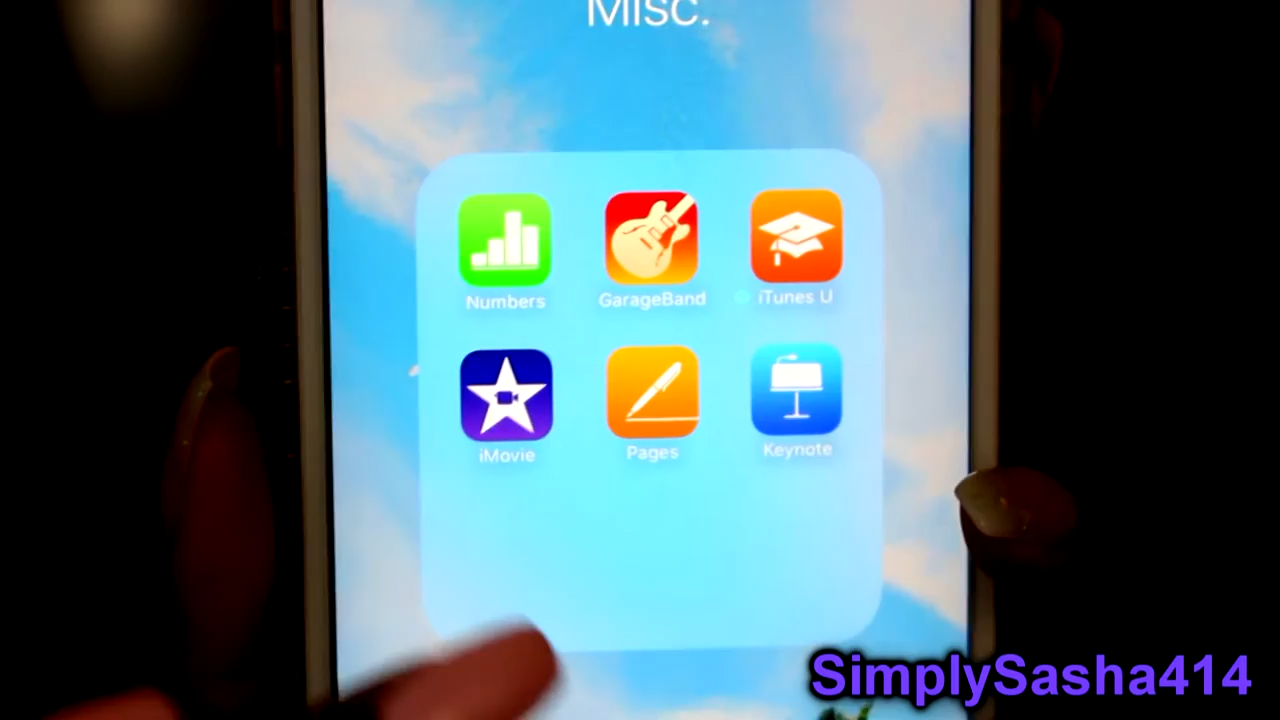 Misc.
Numbers
GarageBand
iTunes U
iMovie
Pages
Keynote
SimplySasha414